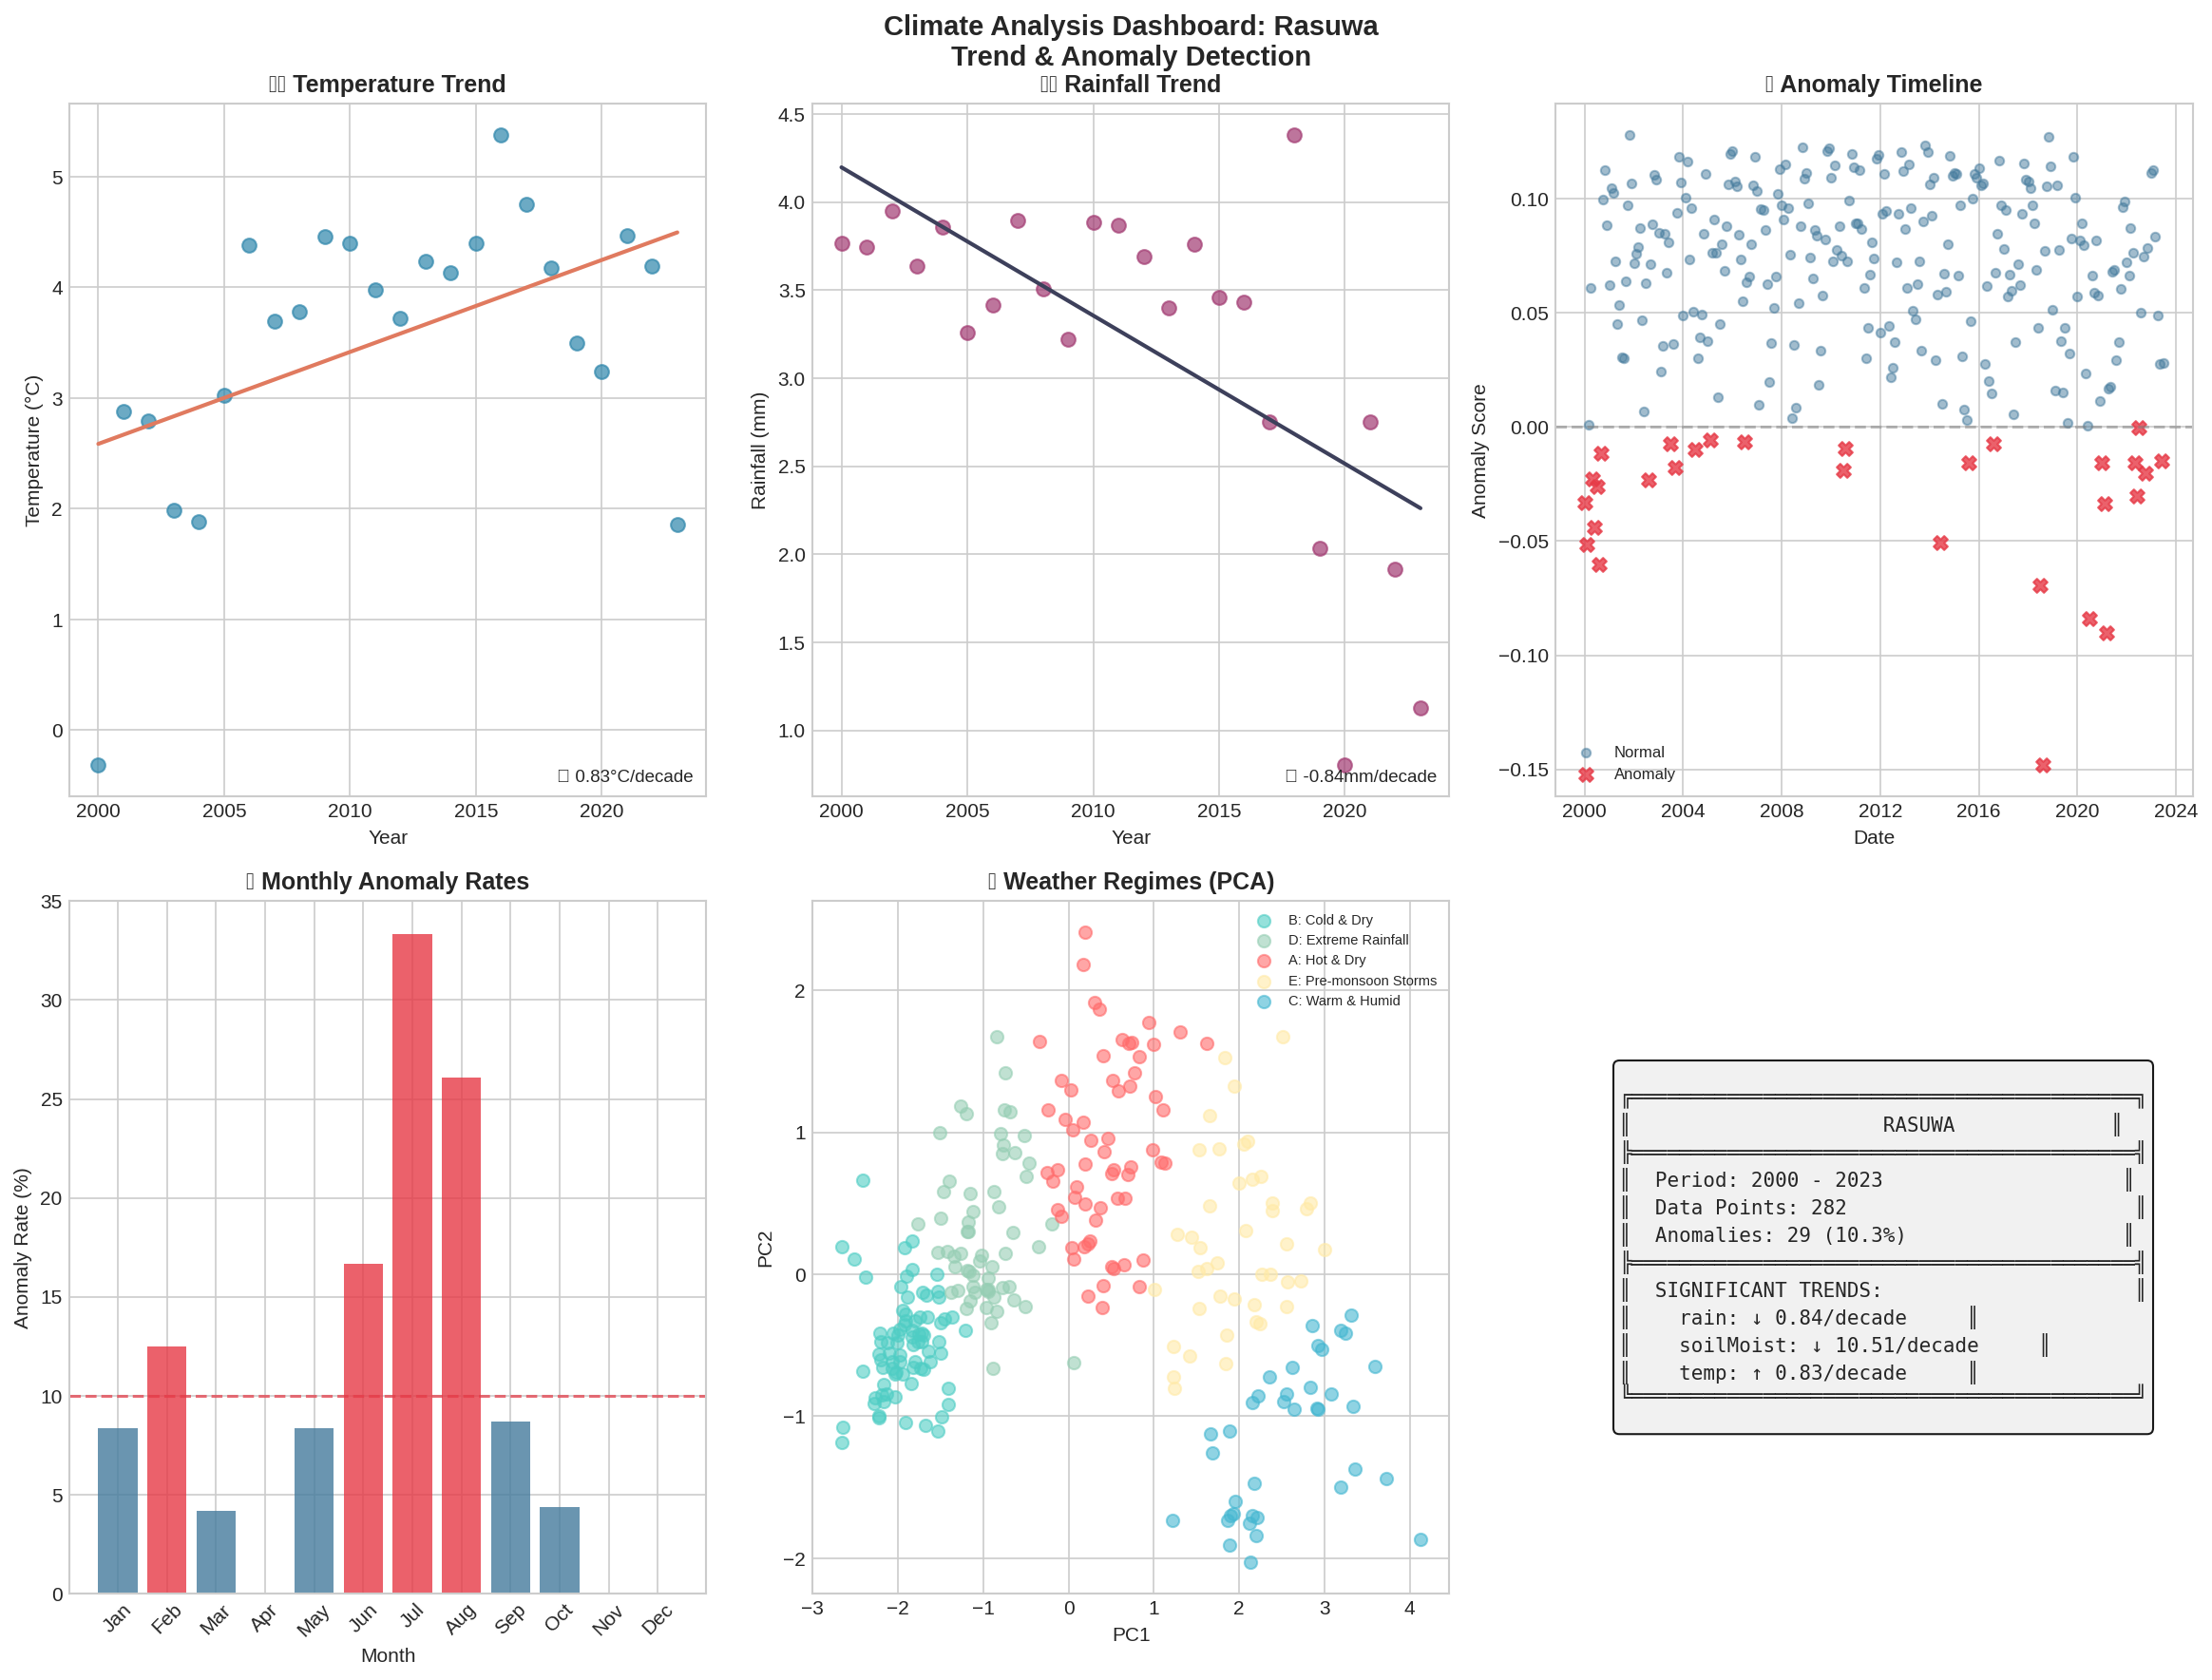 Climate Analysis Dashboard: Rasuwa
Trend & Anomaly Detection
Temperature Trend
5
4
3
2
1
0
Temperature (°C)
0.83°C/decade
2000 2005 2010 2015 2020
Year
Rainfall Trend
4.5
4.0
3.5
3.0
2.5
2.0
1.5
1.0
Rainfall (mm)
-0.84mm/decade
2000 2005 2010 2015 2020
Year
Anomaly Timeline
0.10
0.05
0.00
−0.05
−0.10
−0.15
Anomaly Score
Normal
Anomaly
2000 2004 2008 2012 2016 2020 2024
Date
Monthly Anomaly Rates
35
30
25
20
15
10
5
0
Anomaly Rate (%)
Jan Feb Mar Apr May Jun Jul Aug Sep Oct Nov Dec
Month
Weather Regimes (PCA)
B: Cold & Dry
D: Extreme Rainfall
A: Hot & Dry
E: Pre-monsoon Storms
C: Warm & Humid
2
1
0
−1
−2
PC2
−3 −2 −1 0 1 2 3 4
PC1
RASUWA
Period: 2000 - 2023
Data Points: 282
Anomalies: 29 (10.3%)
SIGNIFICANT TRENDS:
rain: ↓ 0.84/decade
soilMoist: ↓ 10.51/decade
temp: ↑ 0.83/decade